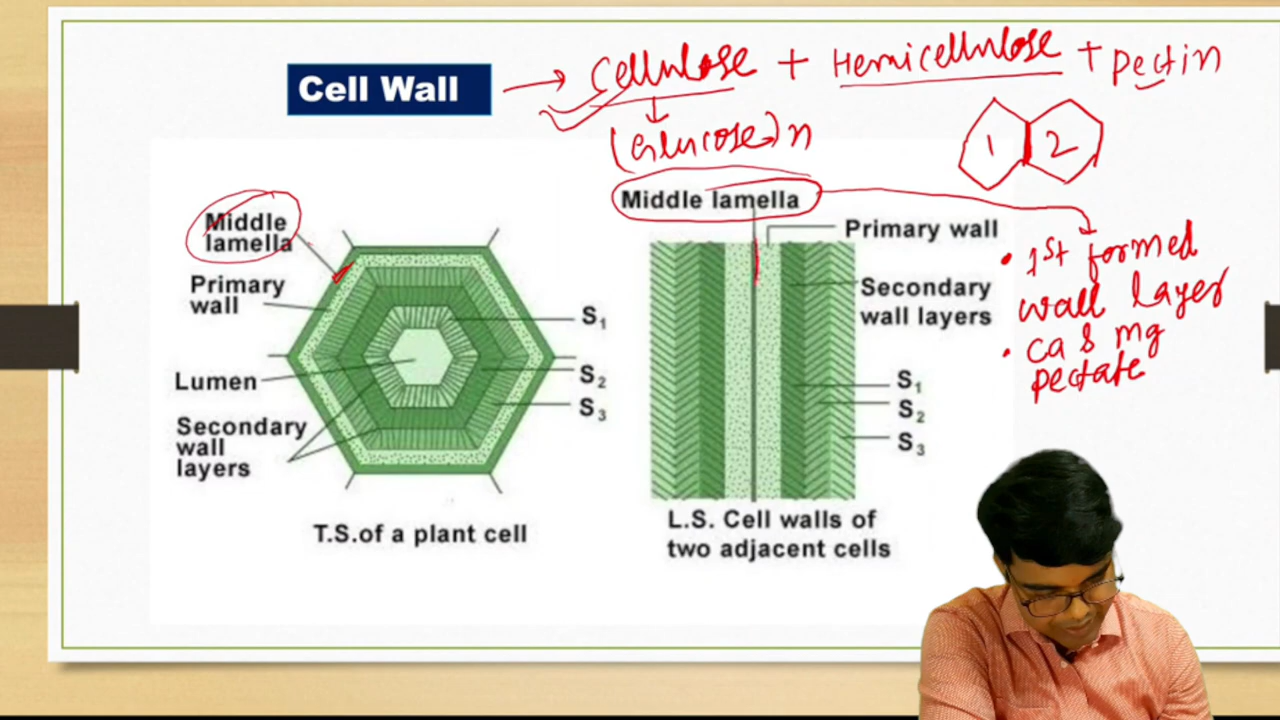 Cell Wall → Cellulose + Hemicellulose + pectin
(Glucose)n
1 2
Middle lamella
Primary wall
Secondary
wall layers
S1
S2
S3
L.S. Cell walls of
two adjacent cells
Middle
lamella
Primary
wall
Lumen
Secondary
wall
layers
S1
S2
S3
T.S.of a plant cell
• 1st formed
wall layer
• ca & mg
pectate